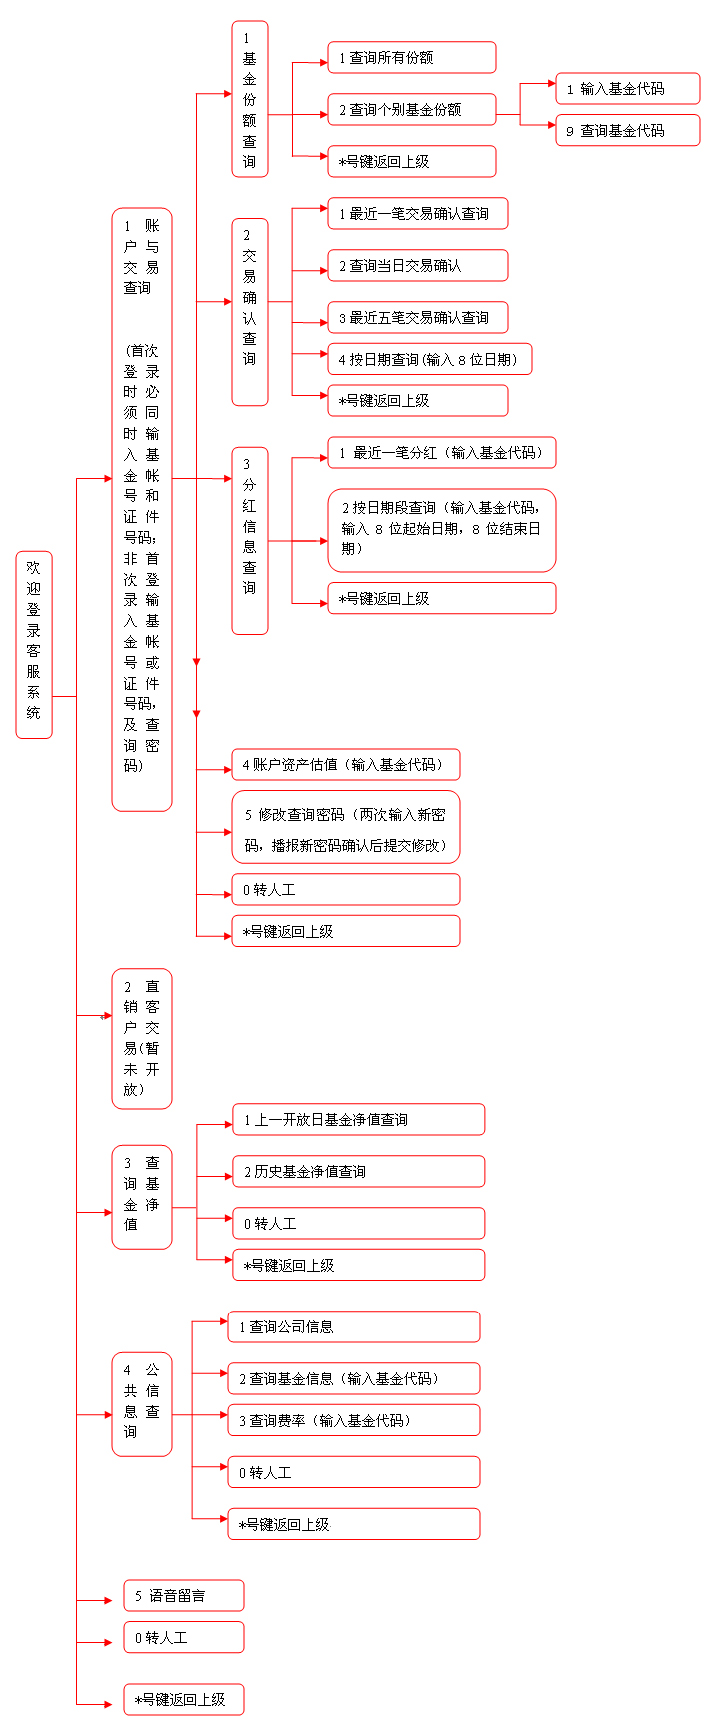 欢
迎
登
录
客
服
系
统
1 账
户 与
交 易
查询
(首次
登 录
时 必
须 同
时 输
入 基
金 帐
号 和
证 件
号码;
非 首
次 登
录 输
入 基
金 帐
号 或
证 件
号码,
及 查
询 密
码)
1
基
金
份
额
查
询
1 查询所有份额
2 查询个别基金份额
1 输入基金代码
9 查询基金代码
*号键返回上级
2
交
易
确
认
查
询
1 最近一笔交易确认查询
2 查询当日交易确认
3 最近五笔交易确认查询
4 按日期查询(输入 8 位日期)
*号键返回上级
3
分
红
信
息
查
询
1 最近一笔分红（输入基金代码）
2 按日期段查询（输入基金代码,
输入 8 位起始日期, 8 位结束日
期）
*号键返回上级
4 账户资产估值（输入基金代码）
5 修改查询密码（两次输入新密
码, 播报新密码确认后提交修改）
0 转人工
*号键返回上级
2 直
销 客
户 交
易(暂
未 开
放)
3 查
询 基
金 净
值
1 上一开放日基金净值查询
2 历史基金净值查询
0 转人工
*号键返回上级
4 公
共 信
息 查
询
1 查询公司信息
2 查询基金信息（输入基金代码）
3 查询费率（输入基金代码）
0 转人工
*号键返回上级
5 语音留言
0 转人工
*号键返回上级